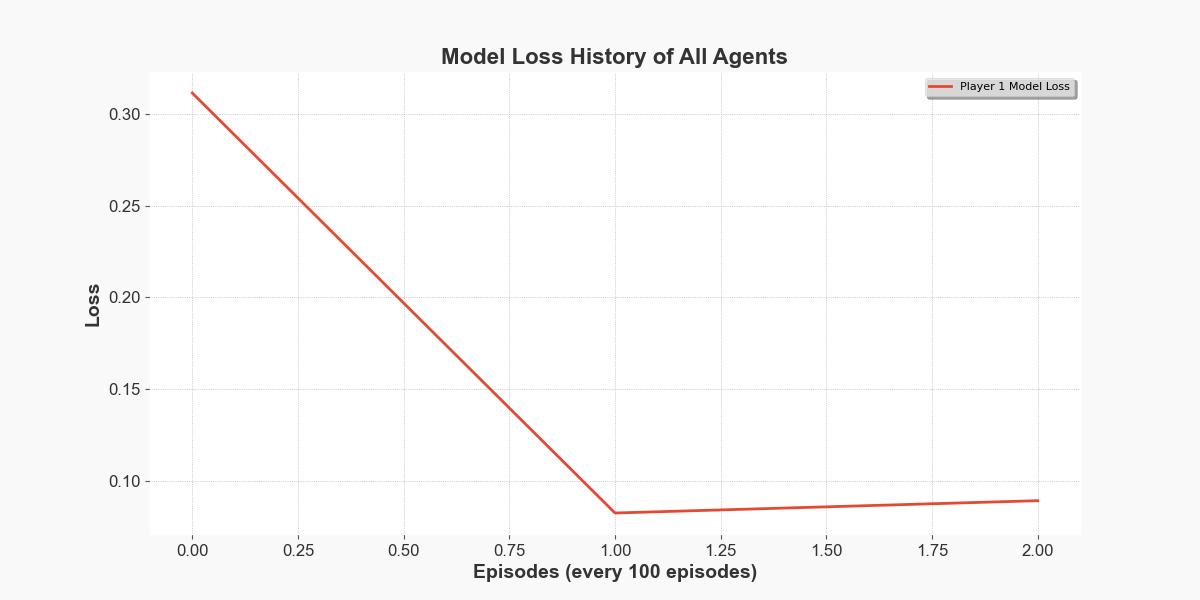 Model Loss History of All Agents
Player 1 Model Loss
0.30
0.25
0.20
0.15
0.10
Loss
0.00 0.25 0.50 0.75 1.00 1.25 1.50 1.75 2.00
Episodes (every 100 episodes)